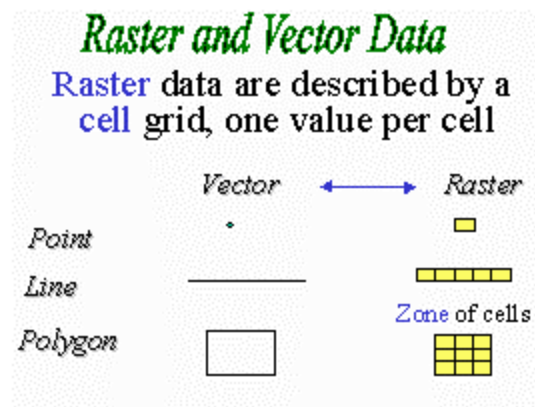 Raster and Vector Data
Raster data are described by a
cell grid, one value per cell
Vector Raster
Point
Line
Zone of cells
Polygon